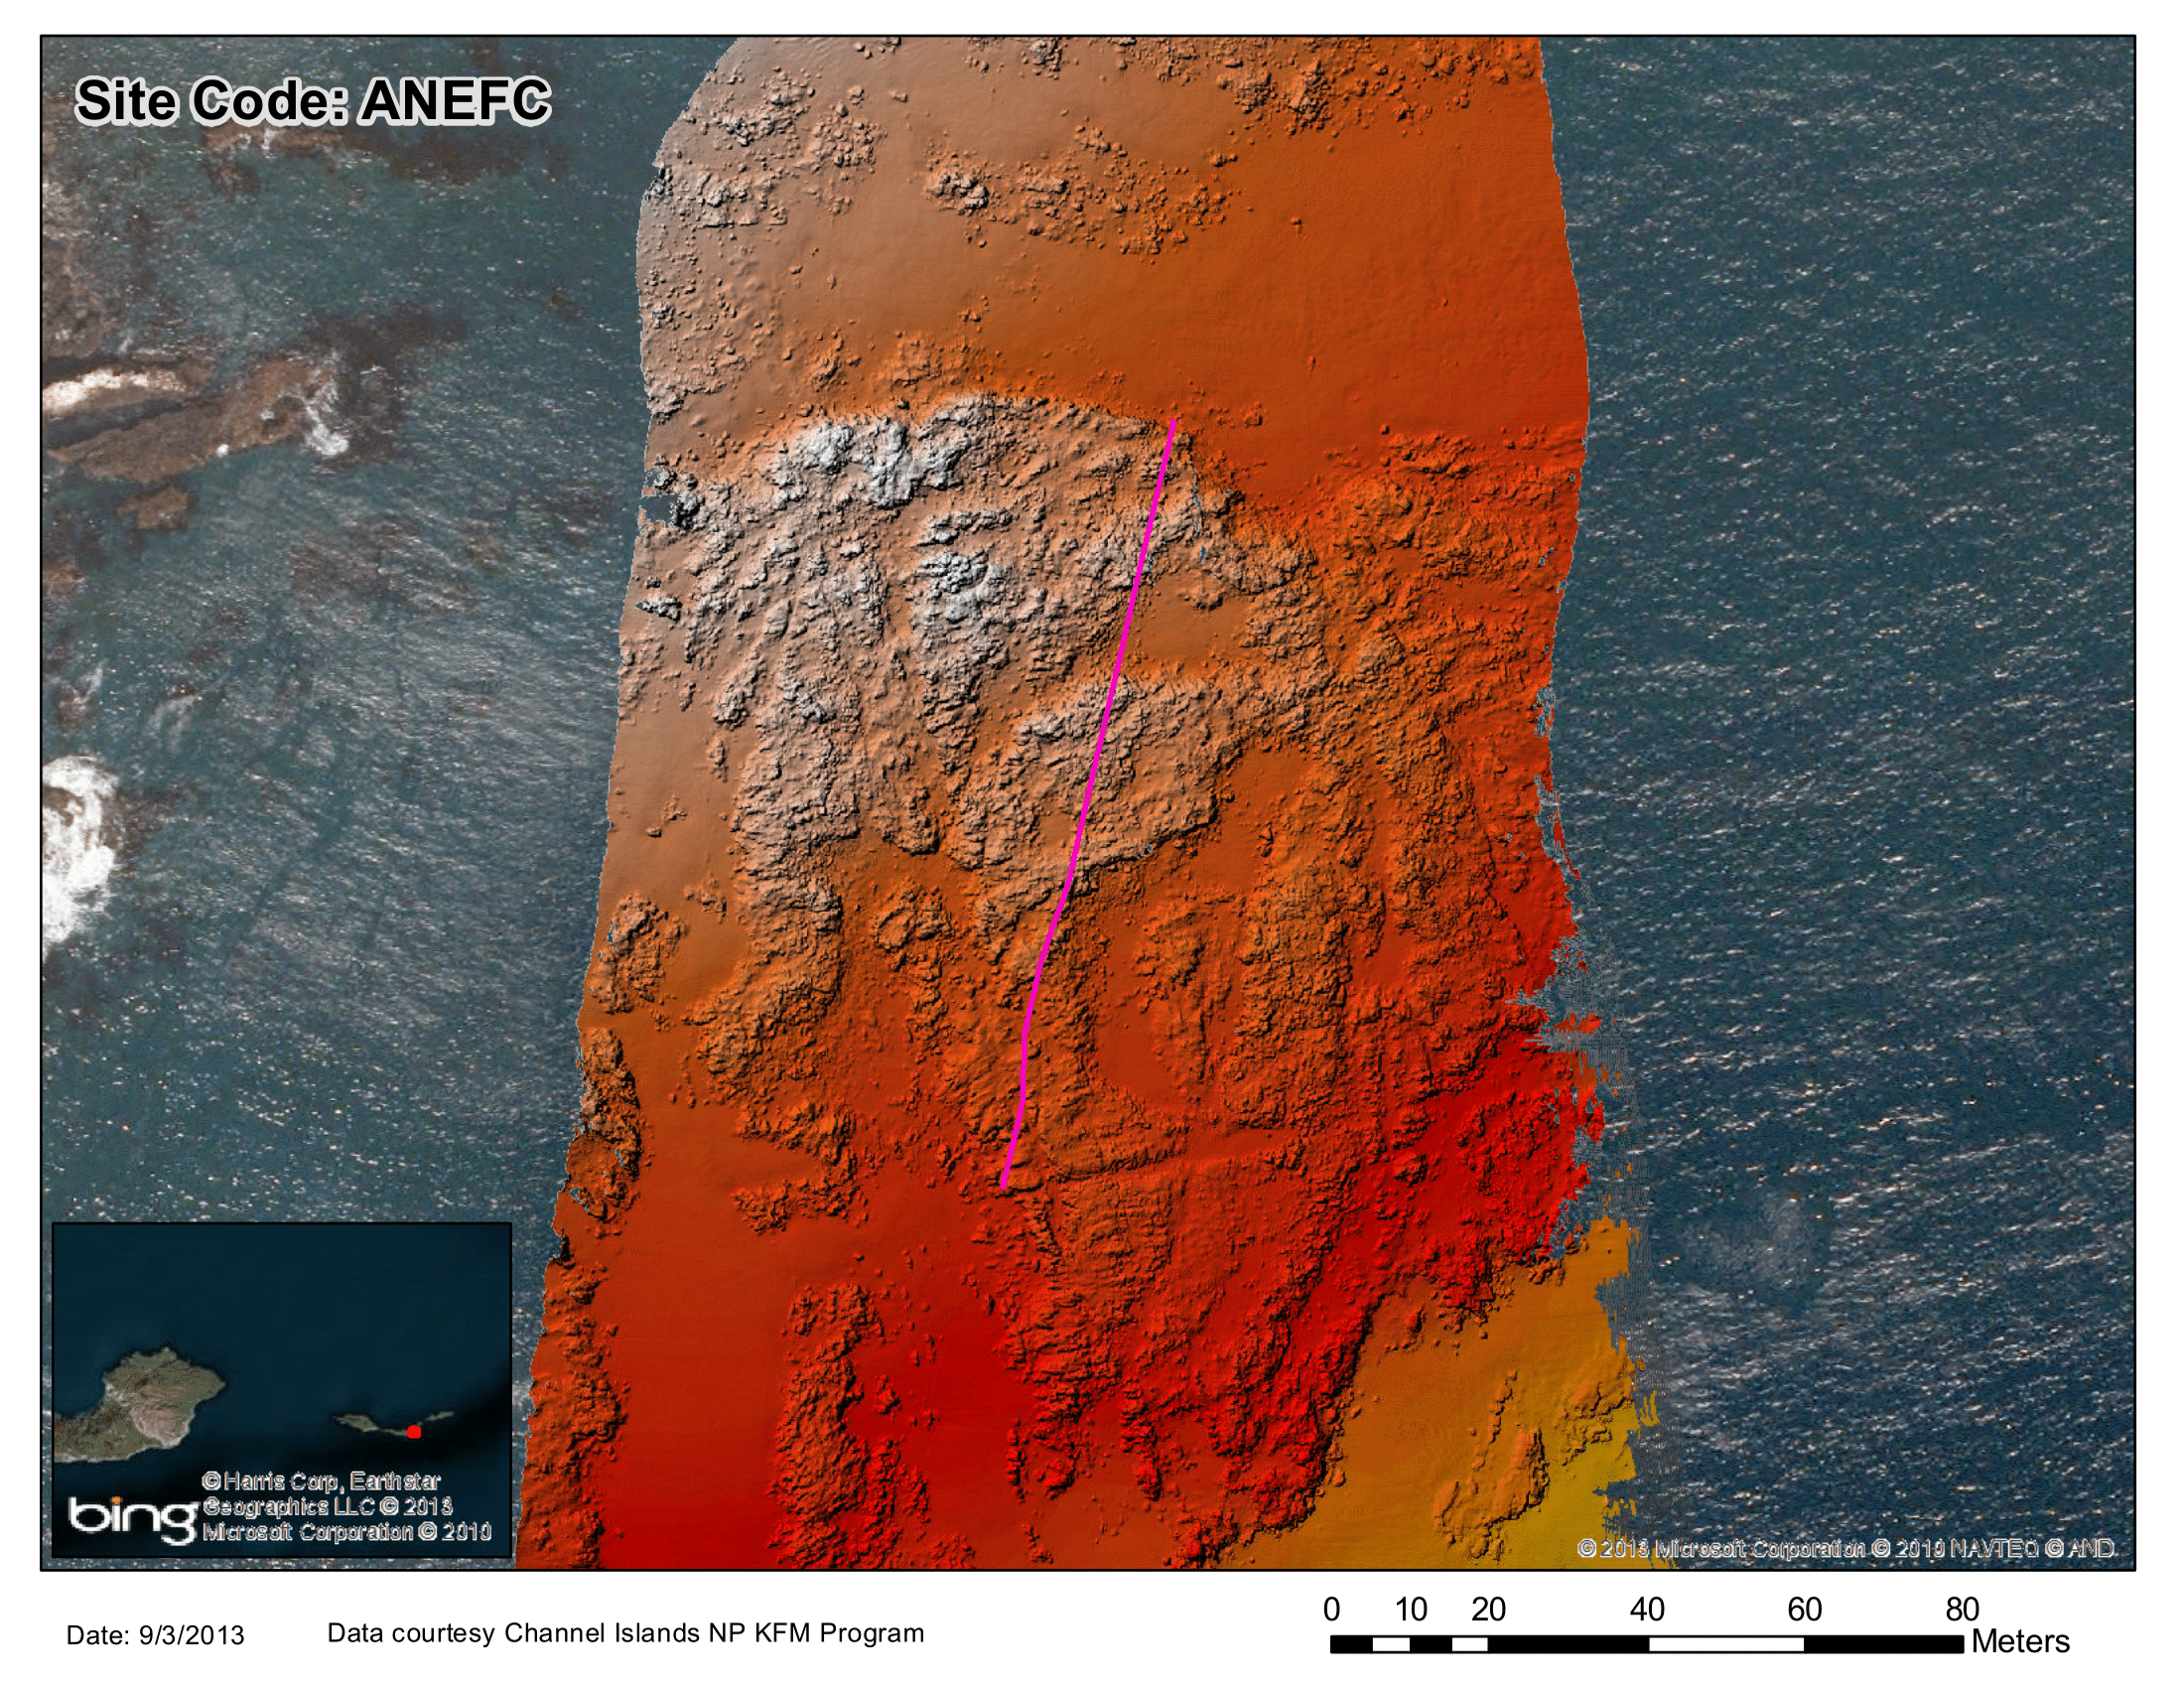 Site Code: ANEFC
©Harris Corp, Earthstar
Geographics LLC © 2013
Microsoft Corporation © 2010
bing
© 2013 Microsoft Corporation © 2010 NAVTEQ © AND
0 10 20 40 60 80
Meters
Date: 9/3/2013
Data courtesy Channel Islands NP KFM Program